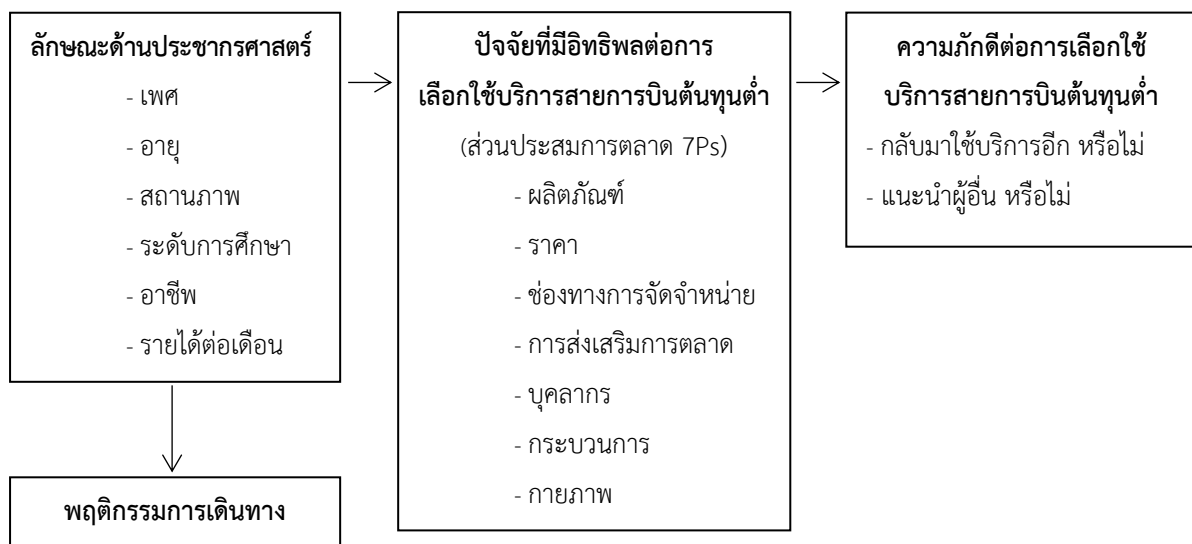 ลักษณะด้านประชากรศาสตร์
- เพศ
- อายุ
- สถานภาพ
- ระดับการศึกษา
- อาชีพ
- รายได้ต่อเดือน
พฤติกรรมการเดินทาง
ปัจจัยที่มีอิทธิพลต่อการ
เลือกใช้บริการสายการบินต้นทุนต่ำ
(ส่วนประสมการตลาด 7Ps)
- ผลิตภัณฑ์
- ราคา
- ช่องทางการจัดจำหน่าย
- การส่งเสริมการตลาด
- บุคลากร
- กระบวนการ
- กายภาพ
ความภักดีต่อการเลือกใช้
บริการสายการบินต้นทุนต่ำ
- กลับมาใช้บริการอีก หรือไม่
- แนะนำผู้อื่น หรือไม่